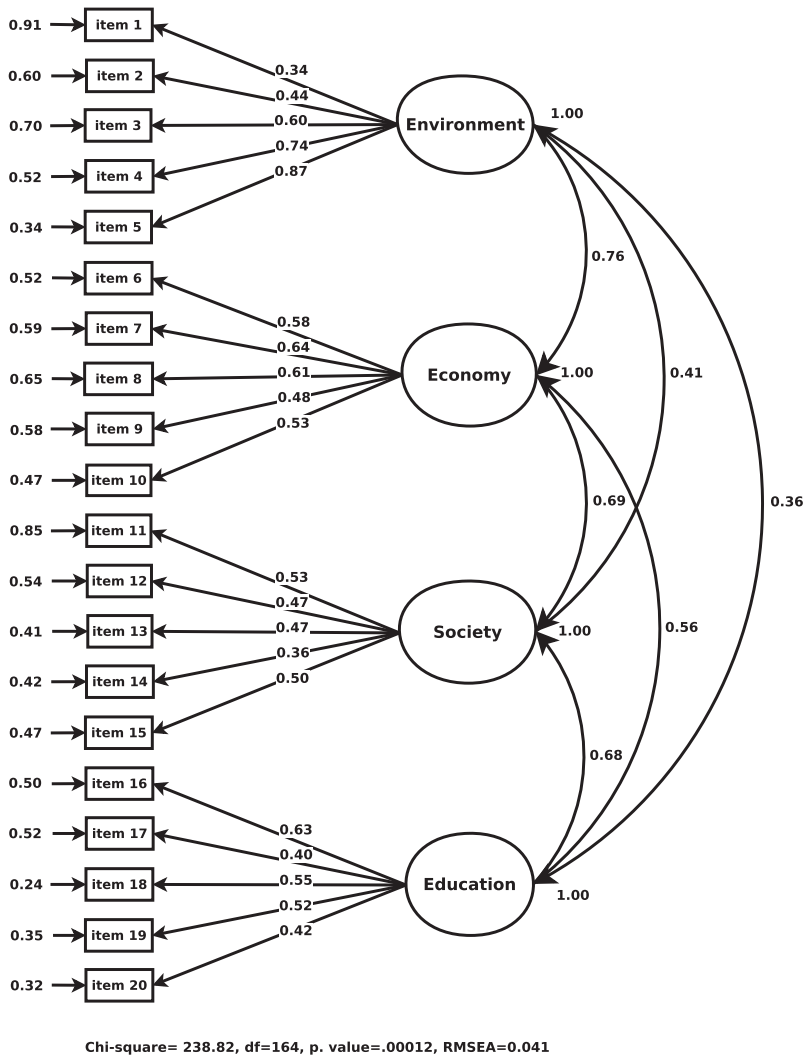 0.91 item 1
0.34
1.00
0.60 item 2
0.44
0.70 item 3
0.60
Environment
0.74
0.52 item 4
0.87
0.34 item 5
0.76
0.52 item 6
0.58
0.59 item 7
0.64
0.65 item 8
0.61
Economy
1.00
0.41
0.48
0.58 item 9
0.53
0.47 item 10
0.69
0.36
0.85 item 11
0.53
0.54 item 12
0.47
0.41 item 13
0.47
Society
1.00
0.56
0.36
0.42 item 14
0.50
0.47 item 15
0.68
0.50 item 16
0.63
0.52 item 17
0.40
0.24 item 18
0.55
Education
1.00
0.52
0.35 item 19
0.42
0.32 item 20
Chi-square= 238.82, df=164, p. value=.00012, RMSEA=0.041